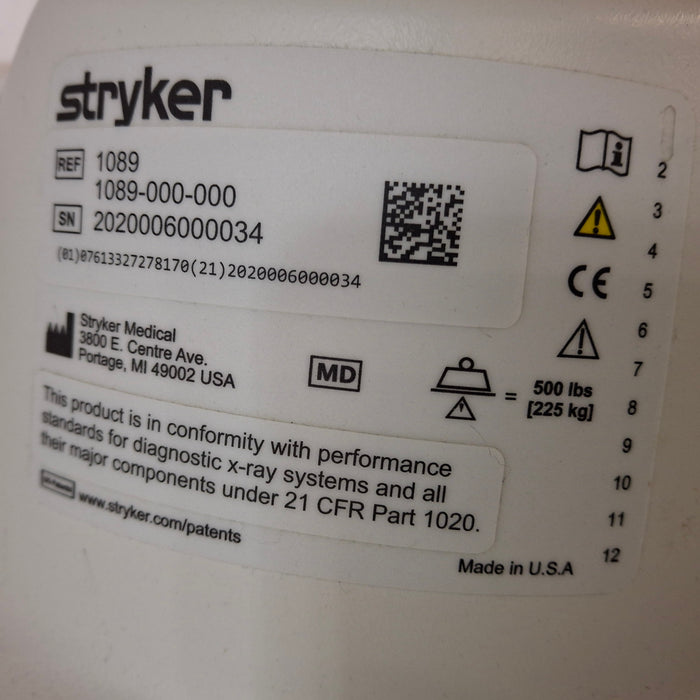 stryker
REF 1089
1089-000-000
SN 2020006000034
(01)07613327278170(21)2020006000034
Stryker Medical
3800 E. Centre Ave.
Portage, MI 49002 USA
MD
= 500 lbs
[225 kg]
CE
This product is in conformity with performance
standards for diagnostic x-ray systems and all
their major components under 21 CFR Part 1020.
www.stryker.com/patents
Made in U.S.A
2
3
4
5
6
7
8
9
10
11
12